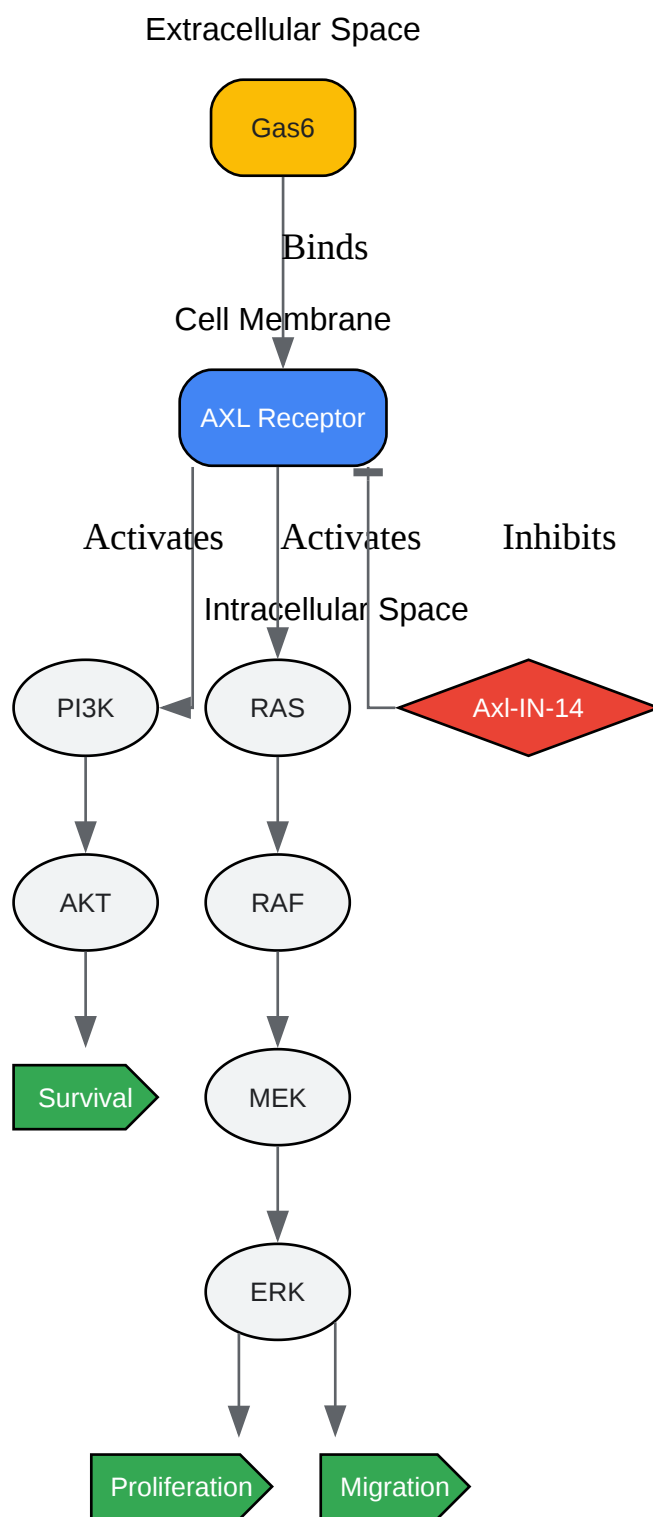 Extracellular Space
Gas6
Binds
Cell Membrane
AXL Receptor
Activates
Activates
Inhibits
Intracellular Space
PI3K
RAS
Axl-IN-14
AKT
RAF
Survival
MEK
ERK
Proliferation
Migration